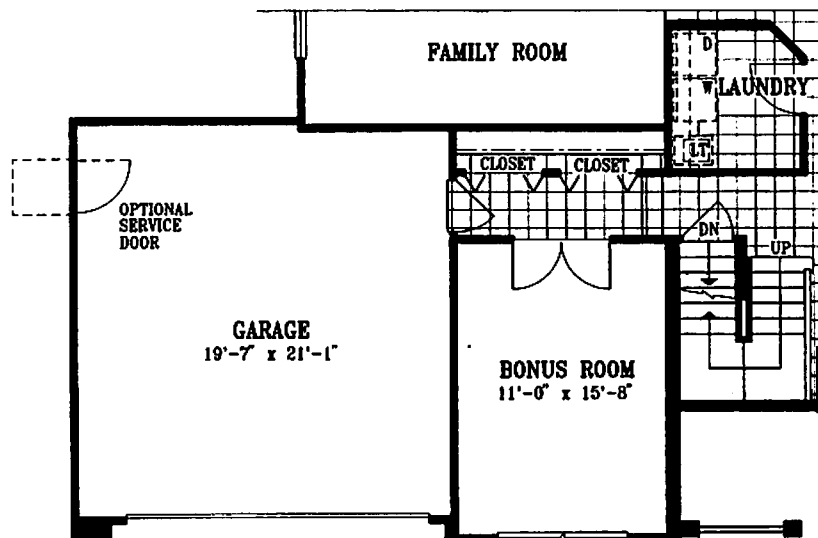 FAMILY ROOM
D
W
LAUNDRY
LT
CLOSET
CLOSET
OPTIONAL
SERVICE
DOOR
DN
UP
GARAGE
19'-7" x 21'-1"
BONUS ROOM
11'-0" x 15'-8"